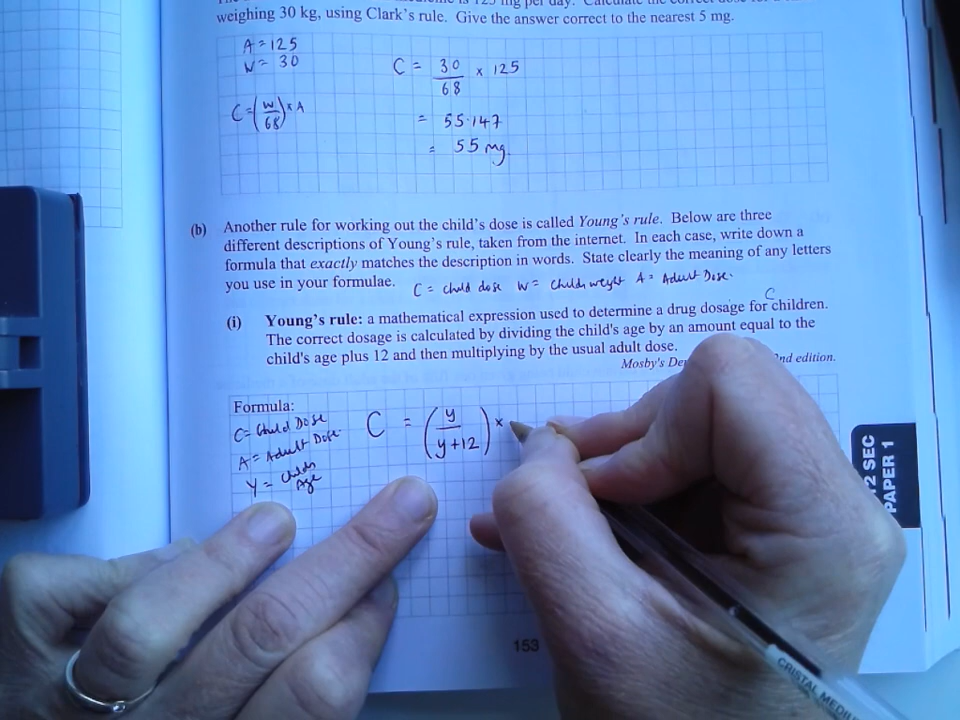 weighing 30 kg, using Clark's rule. Give the answer correct to the nearest 5 mg.
A = 125
W = 30
C = (W/68) × A
C = 30/68 × 125
= 55.147
= 55 mg.
(b) Another rule for working out the child's dose is called Young's rule. Below are three
different descriptions of Young's rule, taken from the internet. In each case, write down a
formula that exactly matches the description in words. State clearly the meaning of any letters
you use in your formulae. C = child dose W = childs weight A = Adult Dose.
C
(i) Young's rule: a mathematical expression used to determine a drug dosage for children.
The correct dosage is calculated by dividing the child's age by an amount equal to the
child's age plus 12 and then multiplying by the usual adult dose.
Mosby's nd edition.
Formula:
C = Child Dose
A = Adult Dose
Y = Childs
Age
C = (y/y+12) ×
153
2 SEC
PAPER 1
CRISTAL